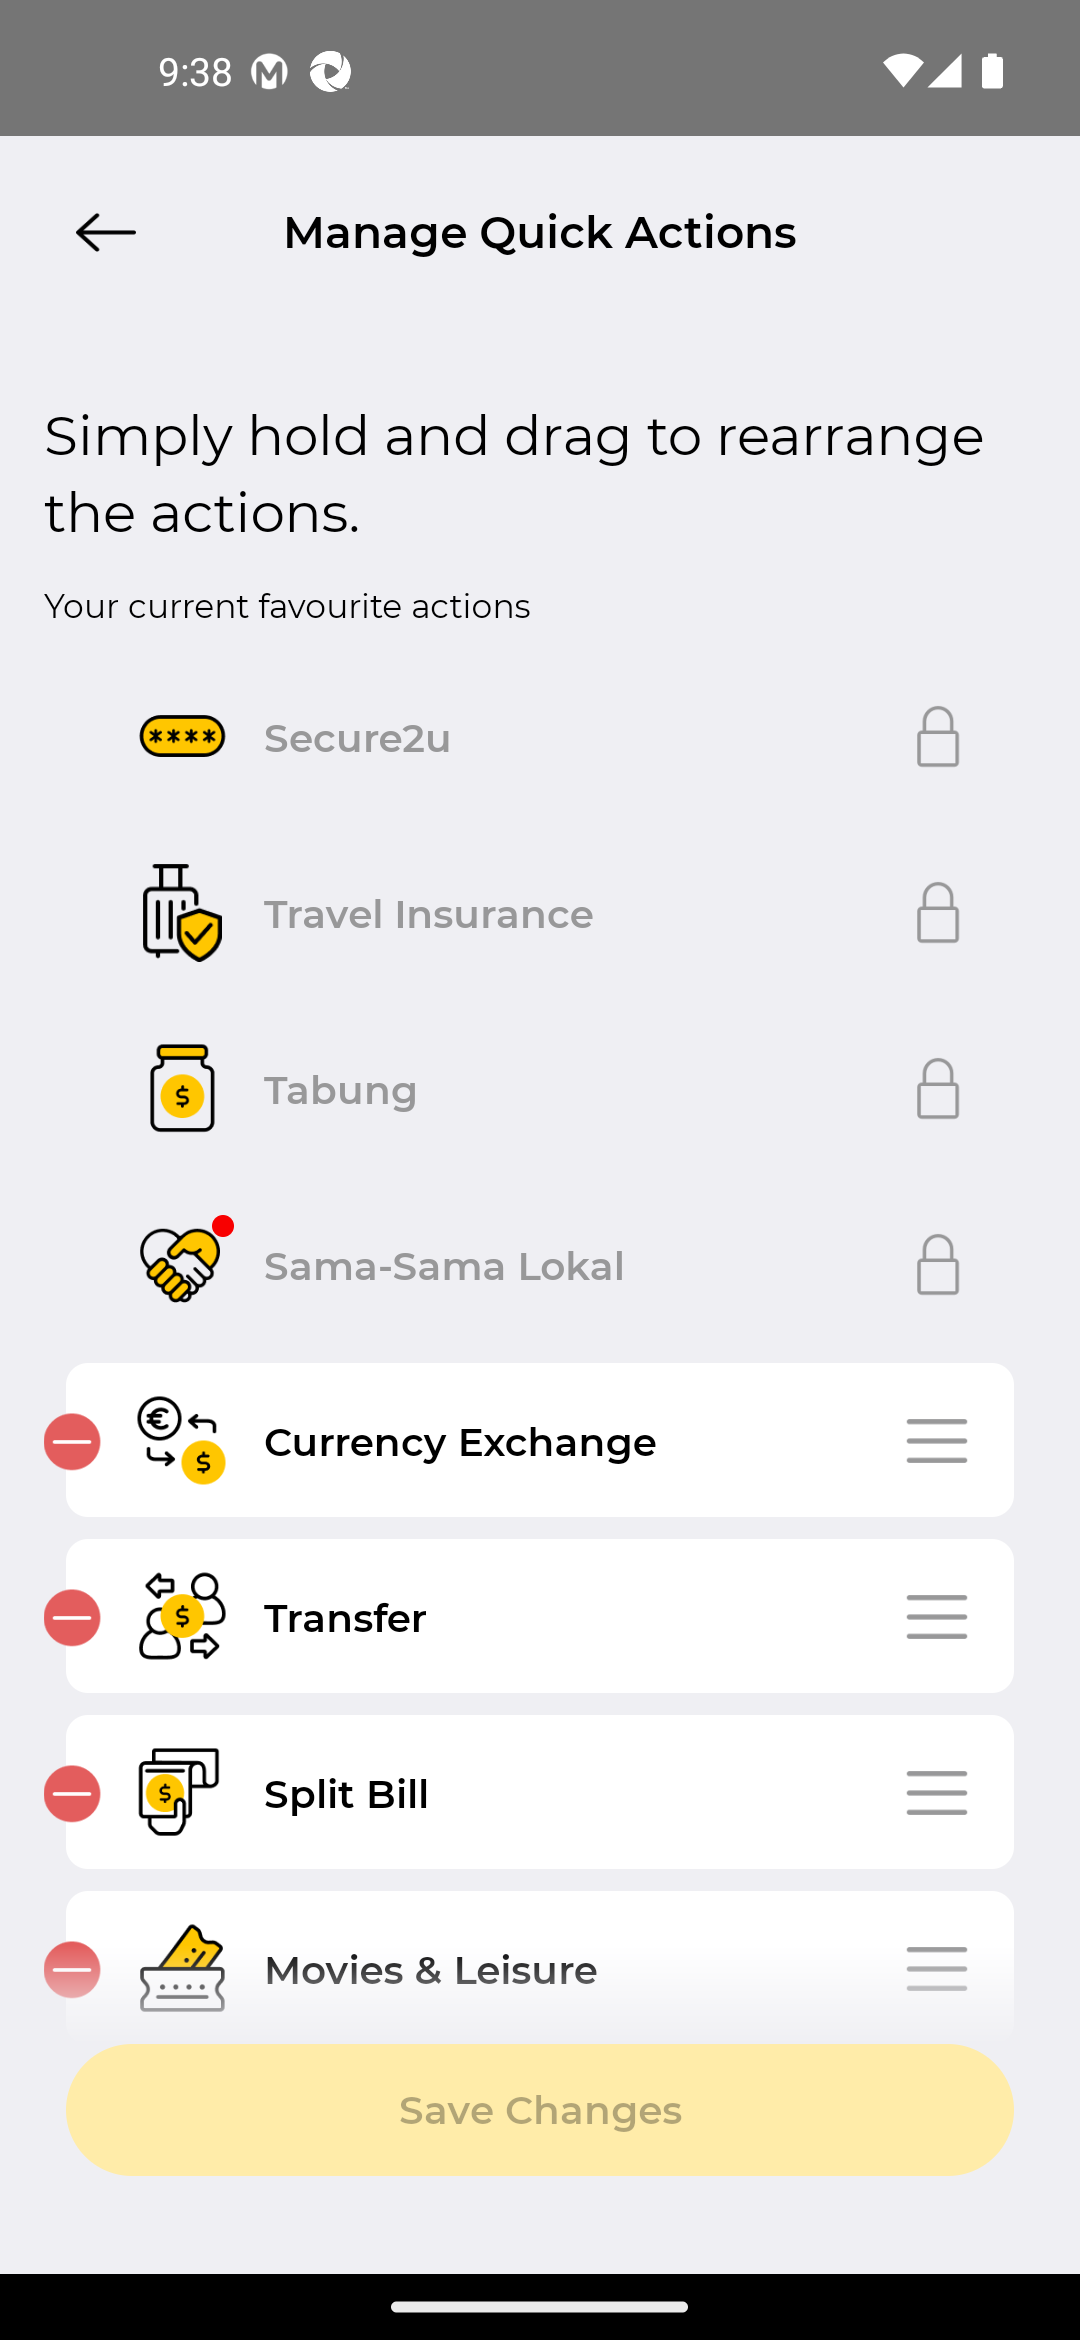 9:38
Manage Quick Actions
Simply hold and drag to rearrange
the actions.
Your current favourite actions
****
Secure2u
Travel Insurance
$
Tabung
Sama-Sama Lokal
€
$
Currency Exchange
$
Transfer
$
Split Bill
Movies & Leisure
Save Changes